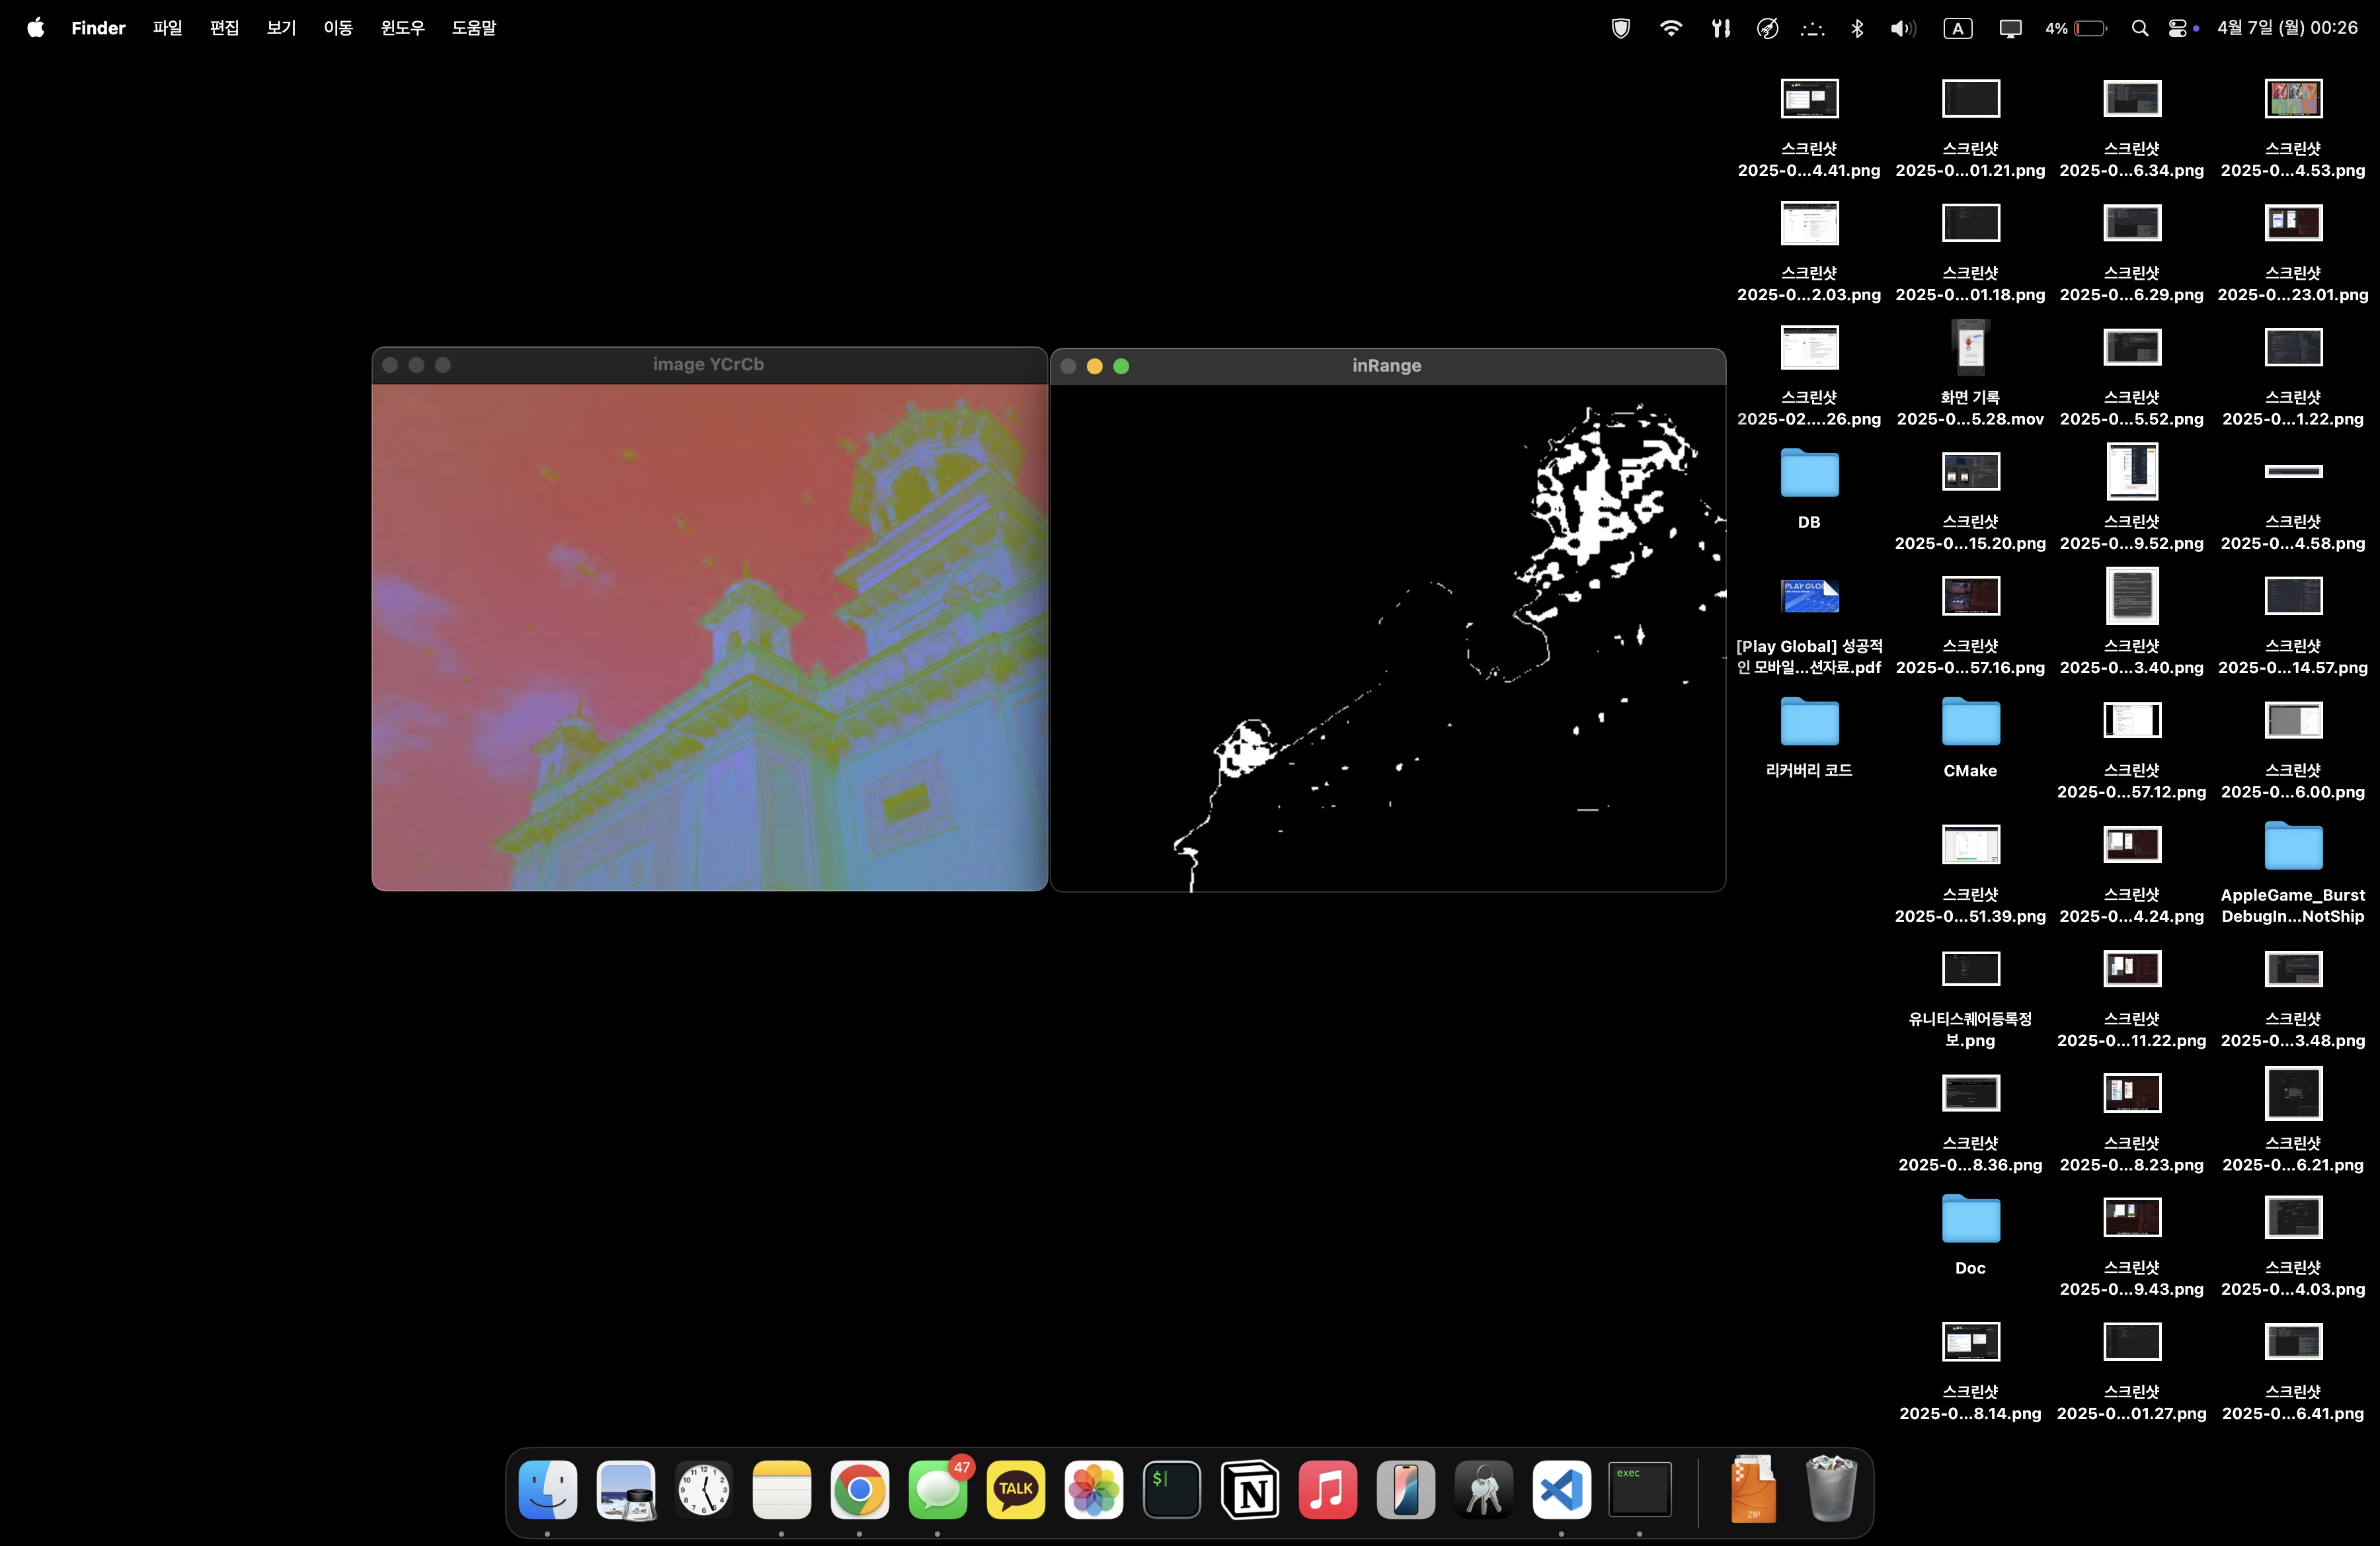 Finder 파일 편집 보기 이동 윈도우 도움말
A 4% 4월 7일 (월) 00:26
image YCrCb
inRange
스크린샷
2025-0...4.41.png
스크린샷
2025-0...01.21.png
스크린샷
2025-0...6.34.png
스크린샷
2025-0...4.53.png
스크린샷
2025-0...2.03.png
스크린샷
2025-0...01.18.png
스크린샷
2025-0...6.29.png
스크린샷
2025-0...23.01.png
스크린샷
2025-02....26.png
화면 기록
2025-0...5.28.mov
스크린샷
2025-0...5.52.png
스크린샷
2025-0...1.22.png
DB
스크린샷
2025-0...15.20.png
스크린샷
2025-0...9.52.png
스크린샷
2025-0...4.58.png
PLAY GLO
[Play Global] 성공적
인 모바일...션자료.pdf
스크린샷
2025-0...57.16.png
스크린샷
2025-0...3.40.png
스크린샷
2025-0...14.57.png
리커버리 코드
CMake
스크린샷
2025-0...57.12.png
스크린샷
2025-0...6.00.png
스크린샷
2025-0...51.39.png
스크린샷
2025-0...4.24.png
AppleGame_Burst
DebugIn...NotShip
유니티스퀘어등록정
보.png
스크린샷
2025-0...11.22.png
스크린샷
2025-0...3.48.png
스크린샷
2025-0...8.36.png
스크린샷
2025-0...8.23.png
스크린샷
2025-0...6.21.png
Doc
스크린샷
2025-0...9.43.png
스크린샷
2025-0...4.03.png
스크린샷
2025-0...8.14.png
스크린샷
2025-0...01.27.png
스크린샷
2025-0...6.41.png
47
TALK
$
N
exec
ZIP